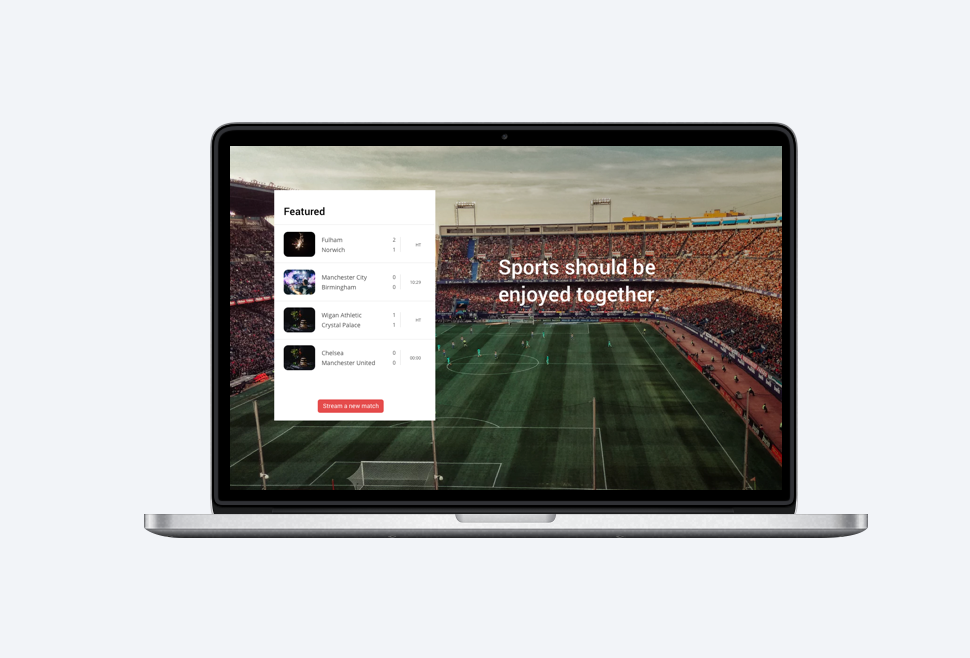 Featured
Fulham 2
Norwich 1
HT
Manchester City 0
Birmingham 0
10:29
Wigan Athletic 1
Crystal Palace 1
HT
Chelsea 0
Manchester United 0
00:00
Stream a new match
Sports should be
enjoyed together.